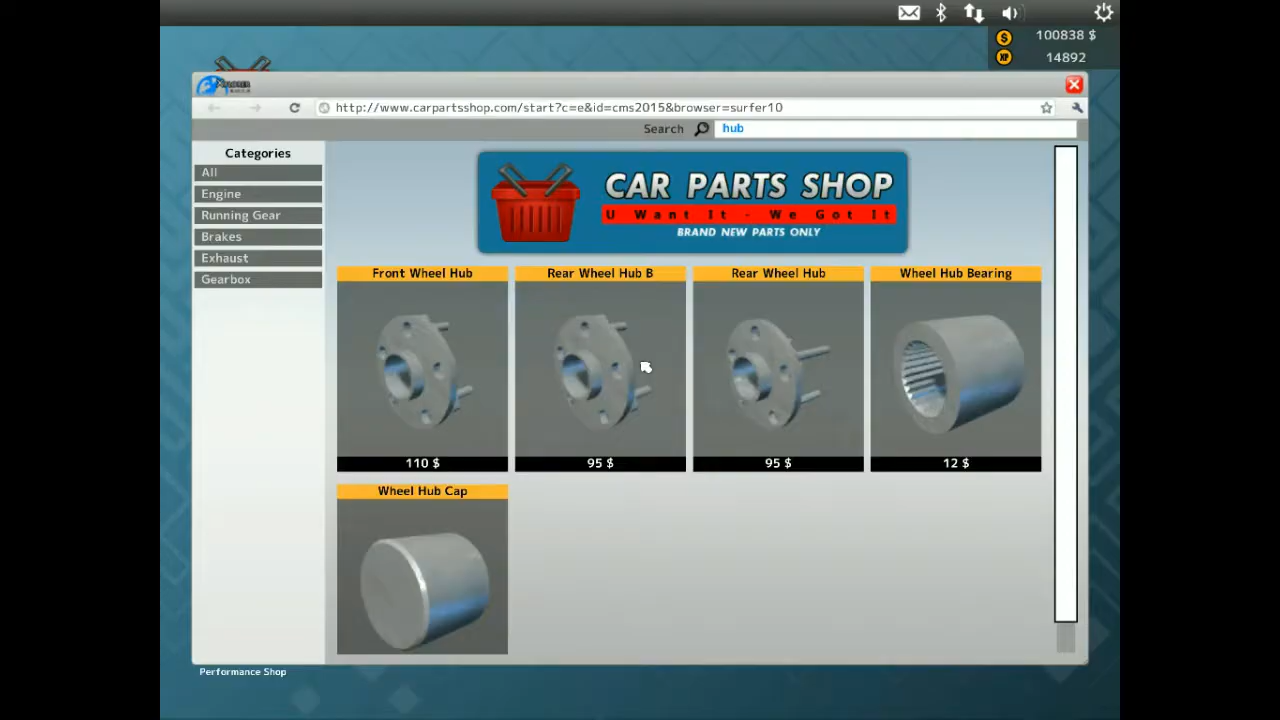 100838 $
14892
http://www.carpartsshop.com/start?c=e&id=cms2015&browser=surfer10
Search hub
Categories
All
Engine
Running Gear
Brakes
Exhaust
Gearbox
CAR PARTS SHOP
U Want It - We Got It
BRAND NEW PARTS ONLY
Front Wheel Hub
Rear Wheel Hub B
Rear Wheel Hub
Wheel Hub Bearing
110 $
95 $
95 $
12 $
Wheel Hub Cap
Performance Shop